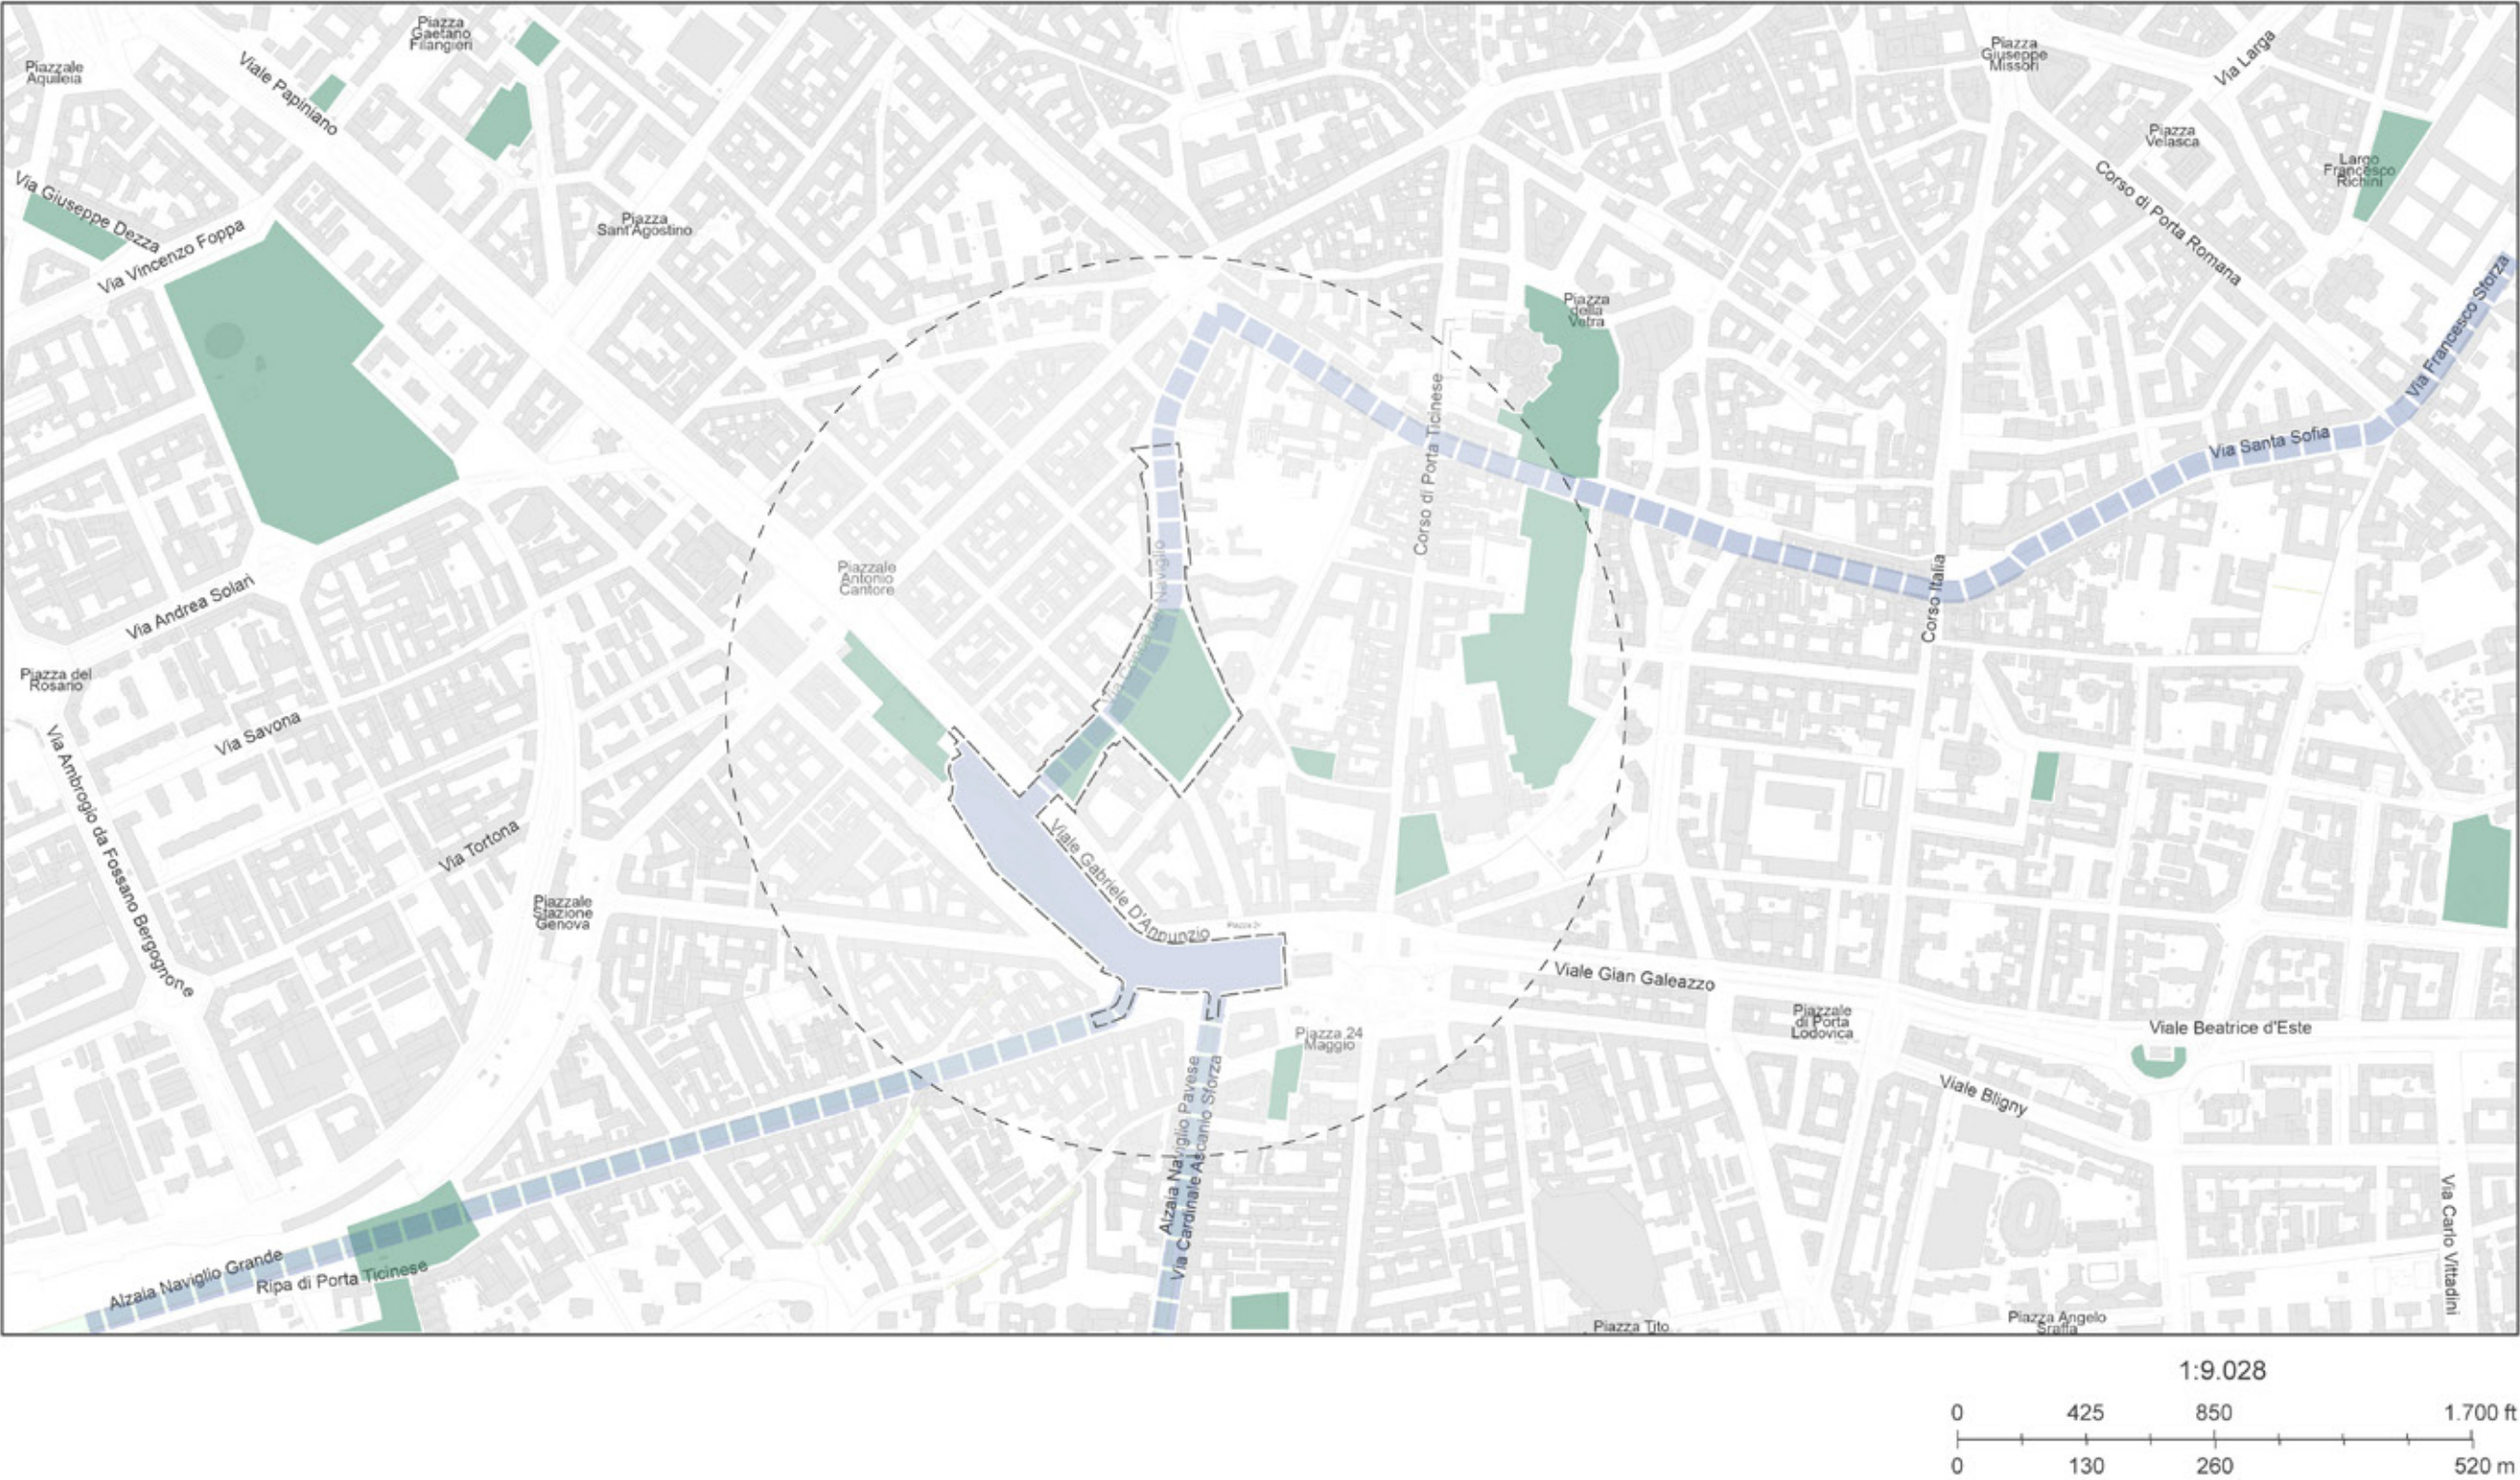 Piazza
Gaetano
Filangieri
Piazzale
Aquileia
Viale Papiniano
Piazza
Giuseppe
Missori
Via Larga
Piazza
Velasca
Largo
Francesco
Richini
Corso di Porta Romana
Via Giuseppe Dezza
Via Vincenzo Foppa
Piazza
Sant'Agostino
Piazza
della
Vetra
Via Francesco Sforza
Via Santa Sofia
Corso di Porta Ticinese
Corso Italia
Piazzale
Antonio
Cantore
Via Conca del Naviglio
Via Andrea Solari
Piazza del
Rosario
Via Savona
Via Ambrogio da Fossano Bergognone
Via Tortona
Piazzale
Stazione
Genova
Viale Gabriele D'Annunzio
Viale Gian Galeazzo
Piazza 24
Maggio
Piazzale
di Porta
Lodovica
Viale Beatrice d'Este
Viale Bligny
Alzaia Naviglio Pavese
Via Cardinale Ascanio Sforza
Via Carlo Vittadini
Alzaia Naviglio Grande
Ripa di Porta Ticinese
Piazza Tito
Piazza Angelo
Sraffa
1:9.028
0 425 850 1.700 ft
0 130 260 520 m